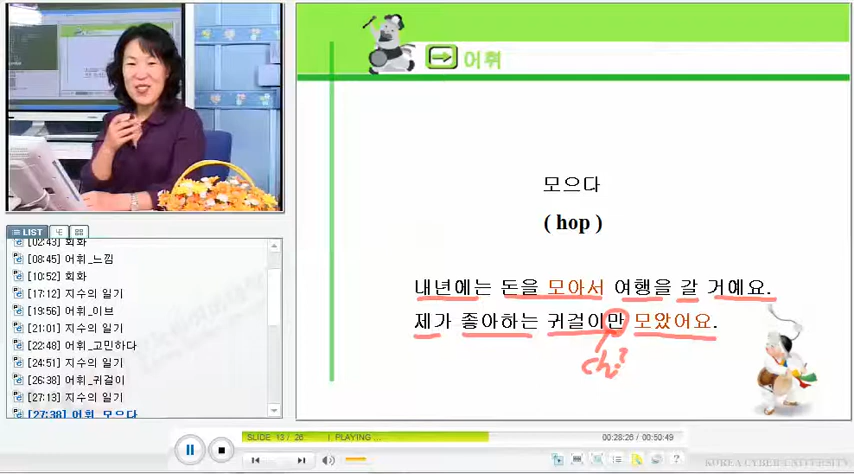 어휘
모으다
( hop )
내년에는 돈을 모아서 여행을 갈 거예요.
제가 좋아하는 귀걸이만 모았어요.
chỉ
LIST
[02:43] 회화
[08:45] 어휘_느낌
[10:52] 회화
[17:12] 지수의 일기
[19:56] 어휘_이브
[21:01] 지수의 일기
[22:48] 어휘_고민하다
[24:51] 지수의 일기
[26:38] 어휘_귀걸이
[27:13] 지수의 일기
[27:38] 어휘_모으다
SLIDE 13 / 26 | PLAYING ... 00:28:26 / 00:50:49
KOREA CYBER UNIVERSITY